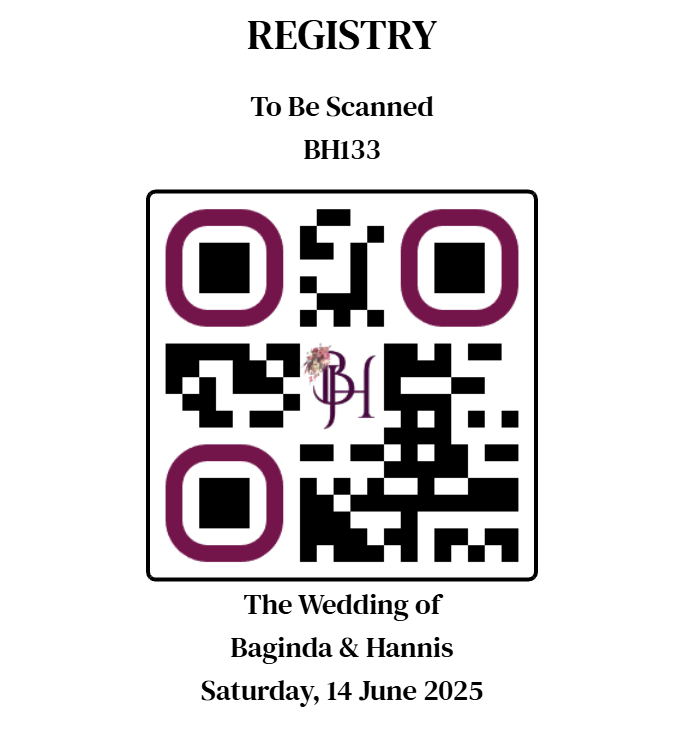 REGISTRY
To Be Scanned
BH133
BH
The Wedding of
Baginda & Hannis
Saturday, 14 June 2025